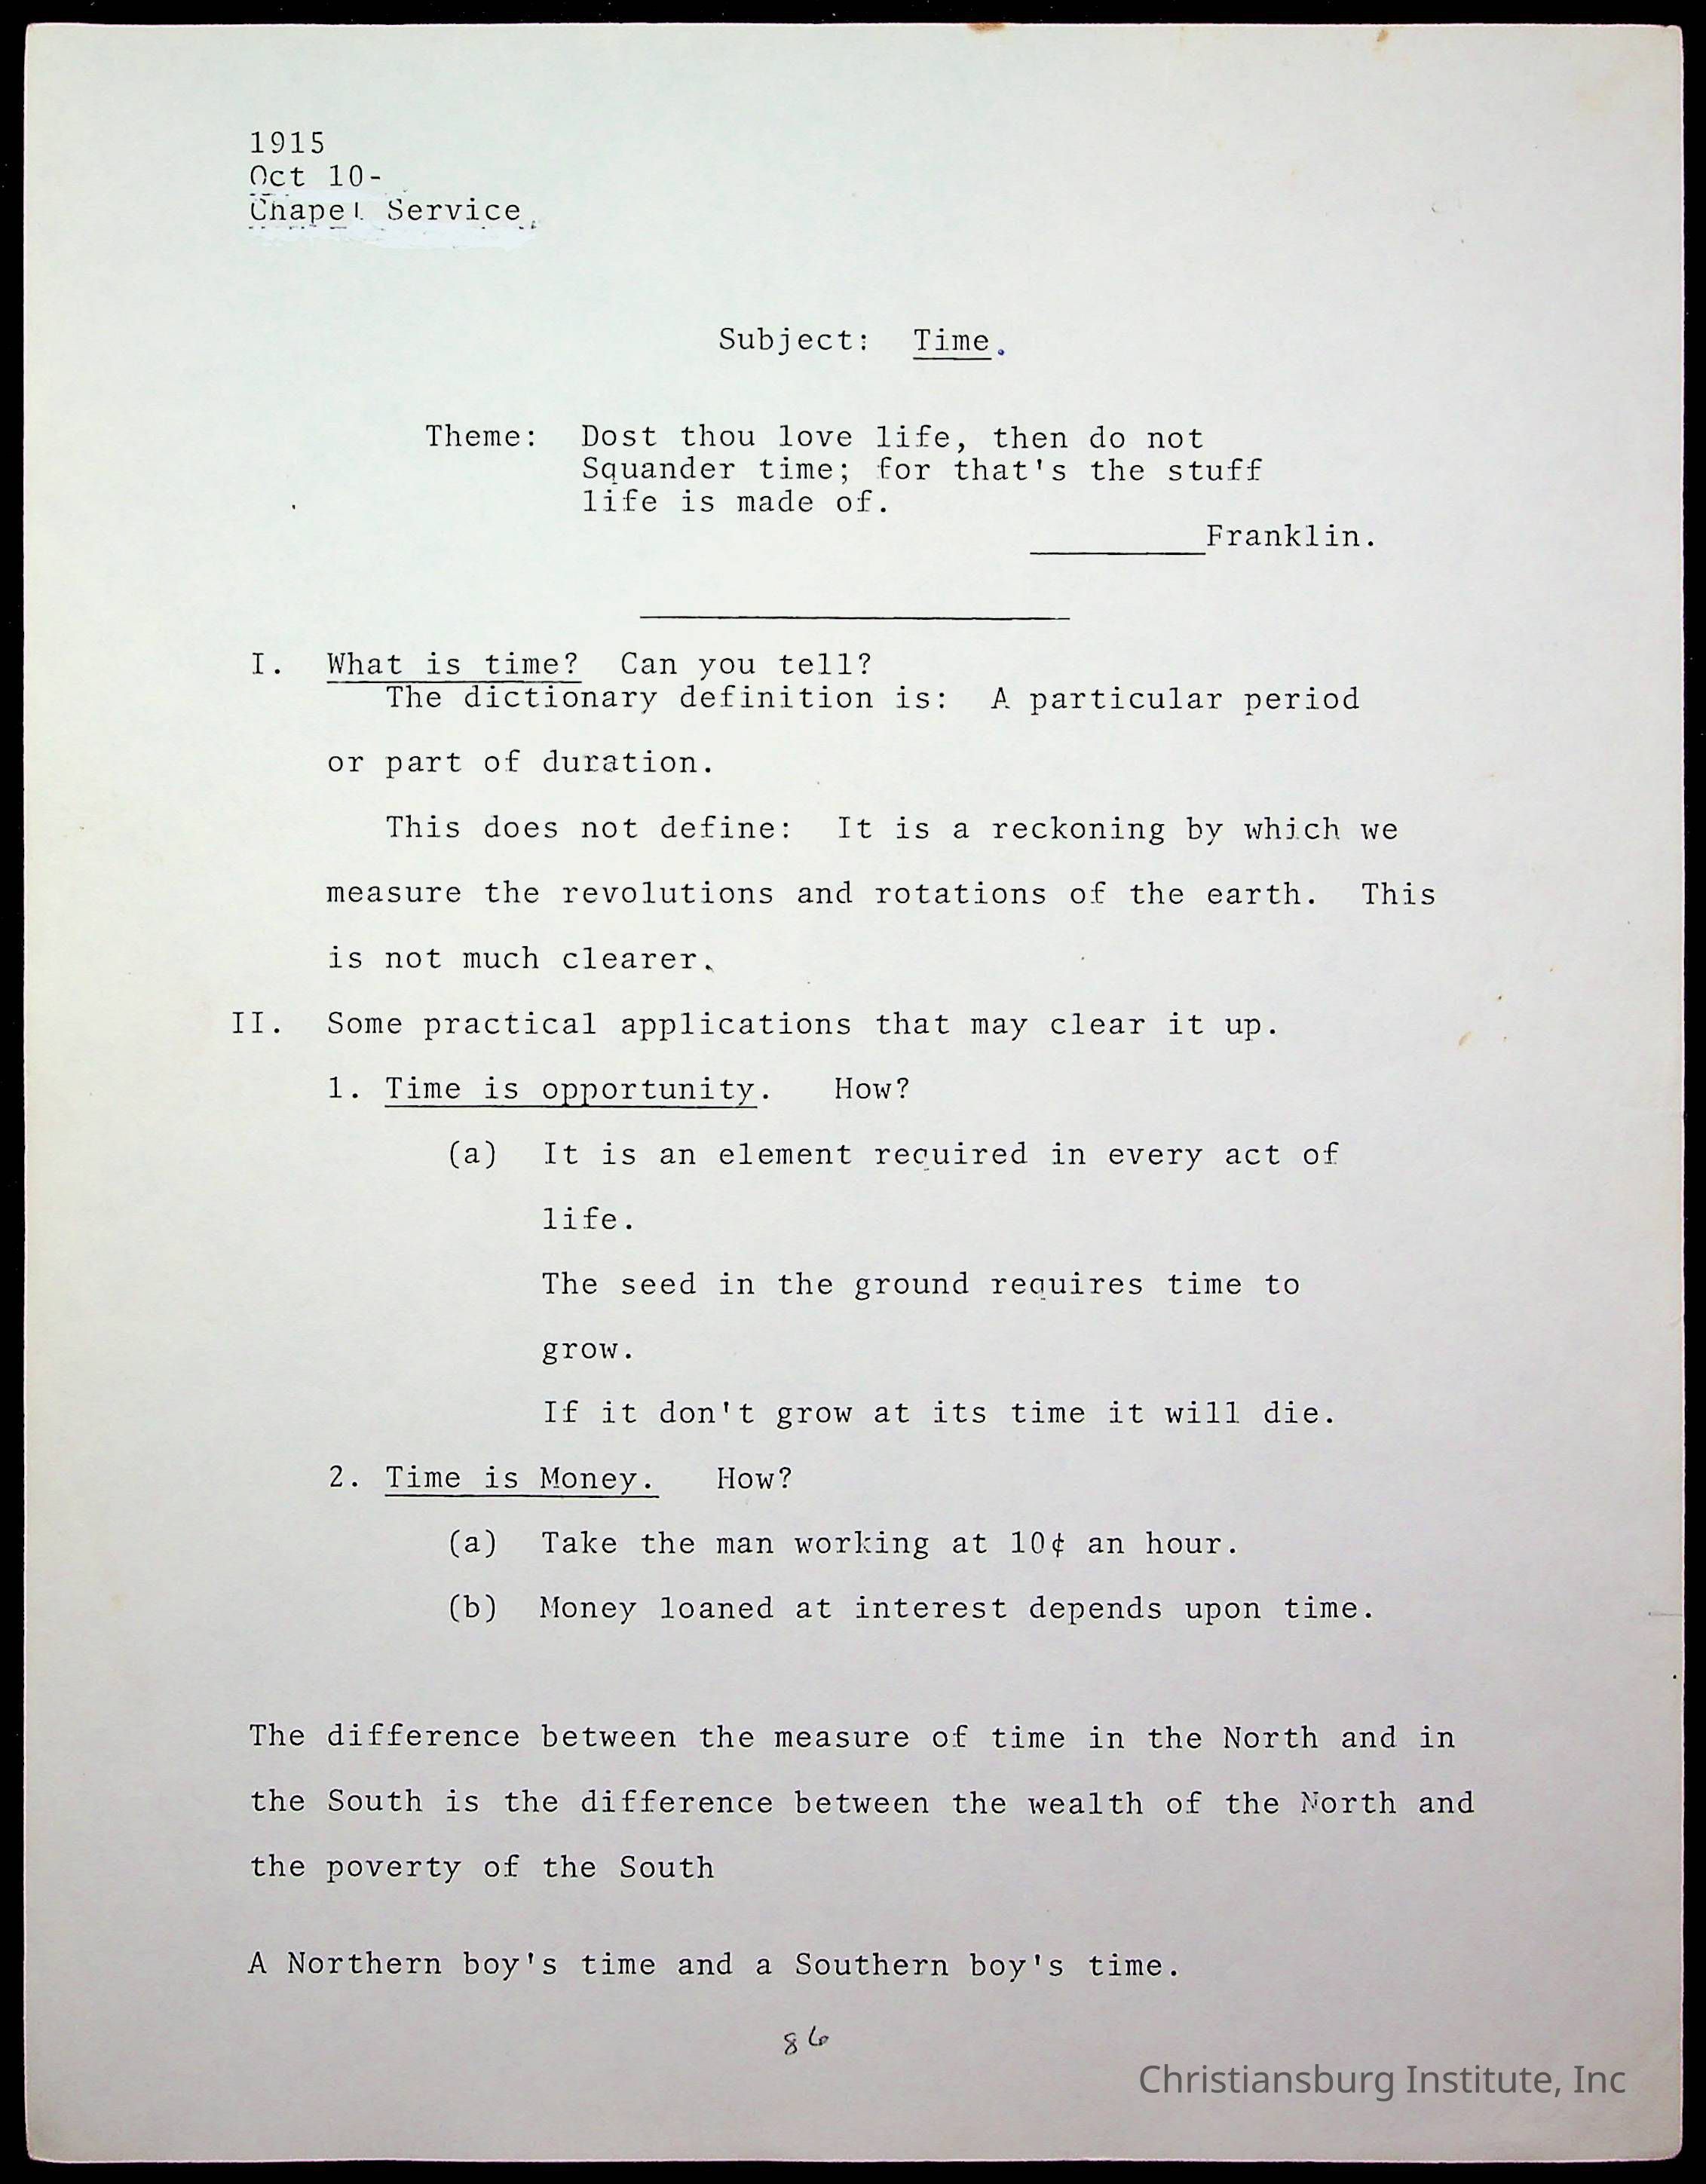 1915
Oct 10-
Chapel Service
Subject: Time.
Theme: Dost thou love life, then do not
Squander time; for that's the stuff
life is made of.
_________Franklin.
I. What is time? Can you tell?
The dictionary definition is: A particular period
or part of duration.
This does not define: It is a reckoning by which we
measure the revolutions and rotations of the earth. This
is not much clearer.
II. Some practical applications that may clear it up.
1. Time is opportunity. How?
(a) It is an element required in every act of
life.
The seed in the ground requires time to
grow.
If it don't grow at its time it will die.
2. Time is Money. How?
(a) Take the man working at 10¢ an hour.
(b) Money loaned at interest depends upon time.
The difference between the measure of time in the North and in
the South is the difference between the wealth of the North and
the poverty of the South
A Northern boy's time and a Southern boy's time.
86
Christiansburg Institute, Inc